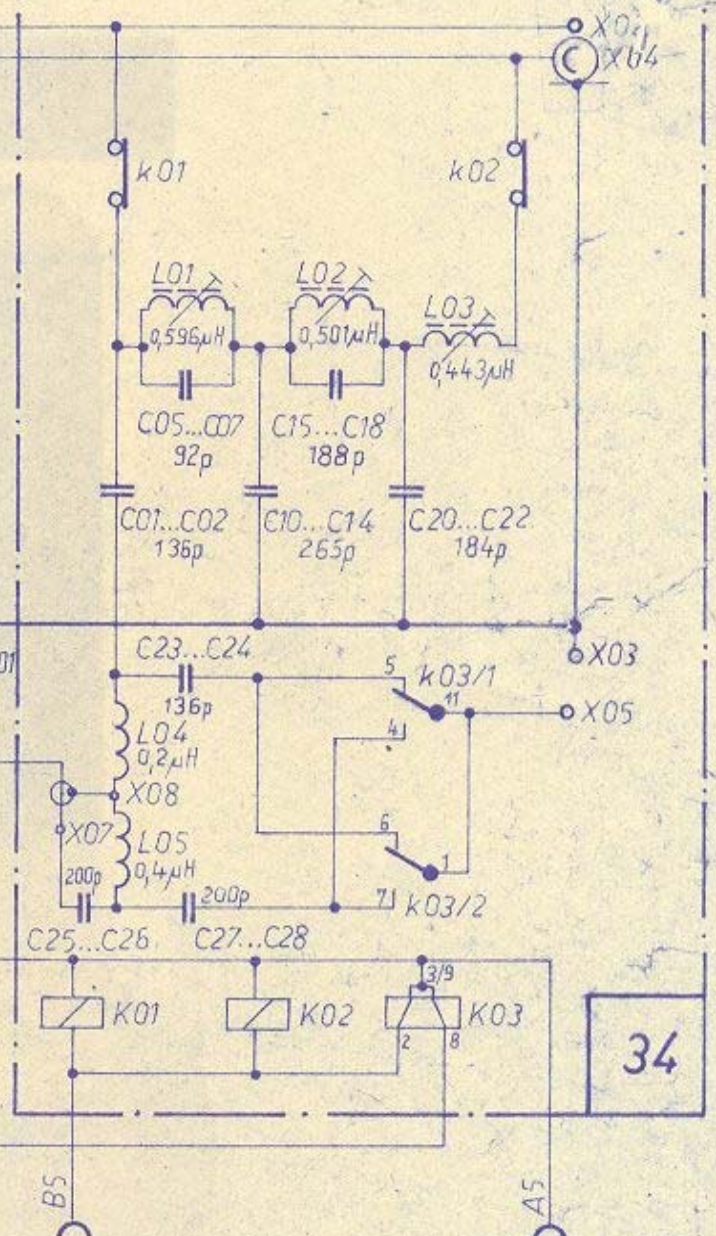 X04
k01
k02
L01
L02
L03
0,596µH
0,501µH
0,443µH
C05...C07
C15...C18
92p
188p
C01...C02
C10...C14
C20...C22
136p
265p
184p
X03
01
C23...C24
5
k03/1
136p
11
X05
L04
4
0,2µH
X08
X07
6
L05
0,4µH
1
200p
200p
7
k03/2
C25...C26
C27...C28
3/9
K01
K02
K03
2
8
34
B5
A5